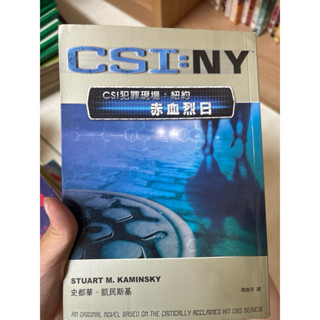 CSI:NY
CSI犯罪現場：紐約
赤血烈日
STUART M. KAMINSKY
史都華・凱民斯基
譯
AN ORIGINAL NOVEL BASED ON THE CRITICALLY ACCLAIMED HIT CBS SERIES!